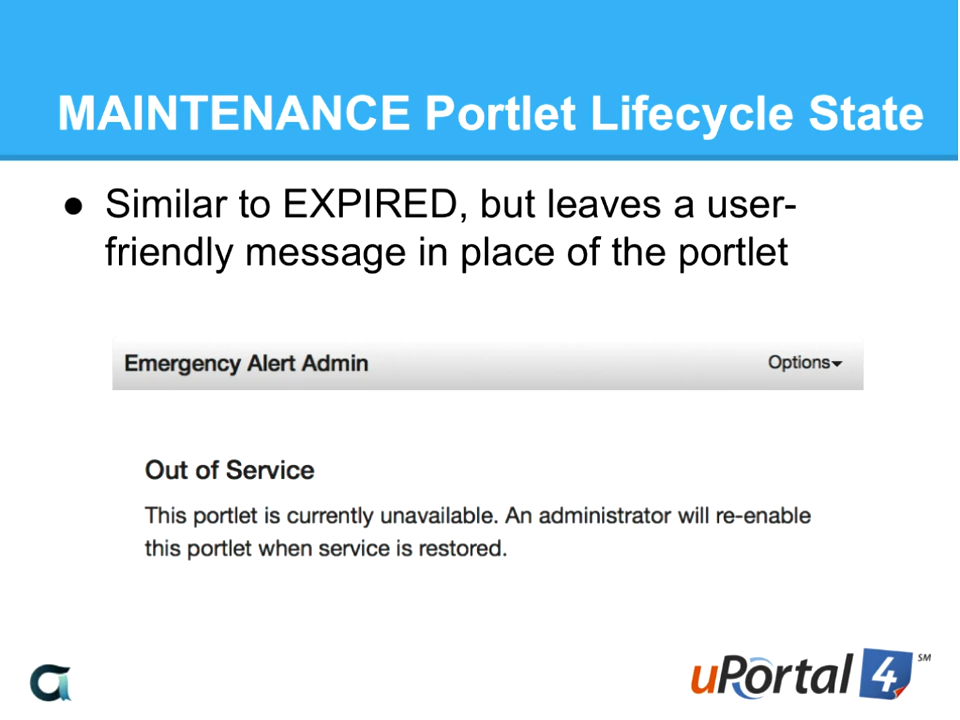 MAINTENANCE Portlet Lifecycle State
● Similar to EXPIRED, but leaves a user-
friendly message in place of the portlet
Emergency Alert Admin Options
Out of Service
This portlet is currently unavailable. An administrator will re-enable
this portlet when service is restored.
uPortal 4 SM